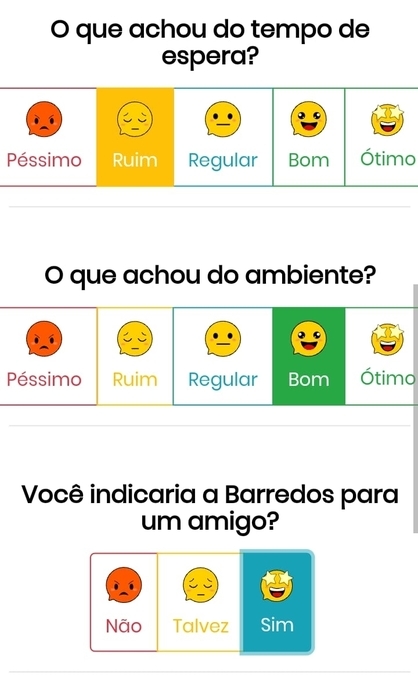 O que achou do tempo de
espera?
Péssimo Ruim Regular Bom Ótimo
O que achou do ambiente?
Péssimo Ruim Regular Bom Ótimo
Você indicaria a Barredos para
um amigo?
Não Talvez Sim